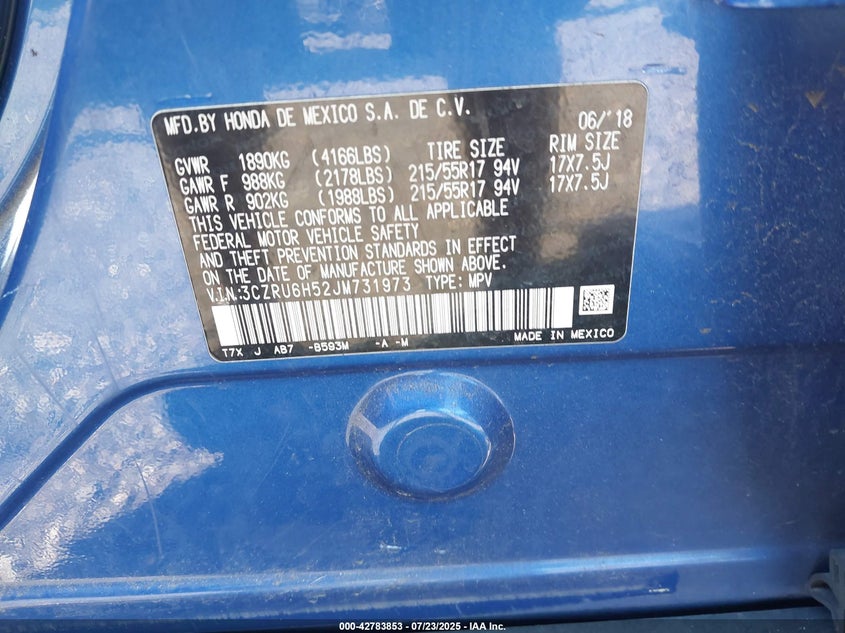 MFD.BY HONDA DE MEXICO S.A. DE C.V. 06/'18
GVWR 1890KG (4166LBS) TIRE SIZE RIM SIZE
GAWR F 988KG (2178LBS) 215/55R17 94V 17X7.5J
GAWR R 902KG (1988LBS) 215/55R17 94V 17X7.5J
THIS VEHICLE CONFORMS TO ALL APPLICABLE
FEDERAL MOTOR VEHICLE SAFETY
AND THEFT PREVENTION STANDARDS IN EFFECT
ON THE DATE OF MANUFACTURE SHOWN ABOVE.
V.I.N.:3CZRU6H52JM731973 TYPE: MPV
T7X J AB7 -B593M -A -M MADE IN MEXICO
000-42783853 | 07/23/2025 - IAA Inc.